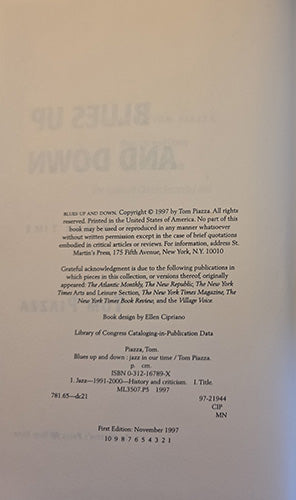 BLUES UP
AND DOWN
BLUES UP AND DOWN. Copyright © 1997 by Tom Piazza. All rights
reserved. Printed in the United States of America. No part of this
book may be used or reproduced in any manner whatsoever
without written permission except in the case of brief quotations
embodied in critical articles or reviews. For information, address St.
Martin's Press, 175 Fifth Avenue, New York, N.Y. 10010
Grateful acknowledgment is due to the following publications in
which pieces in this collection, or versions thereof, originally
appeared: The Atlantic Monthly, The New Republic, The New York
Times Arts and Leisure Section, The New York Times Magazine, The
New York Times Book Review, and the Village Voice.
TOM PIAZZA
Book design by Ellen Cipriano
Library of Congress Cataloging-in-Publication Data
Piazza, Tom.
Blues up and down : jazz in our time / Tom Piazza.
p. cm.
ISBN 0-312-16789-X
1. Jazz—1991-2000—History and criticism. I. Title.
ML3507.P5 1997
781.65—dc21 97-21944
CIP
MN
First Edition: November 1997
10 9 8 7 6 5 4 3 2 1